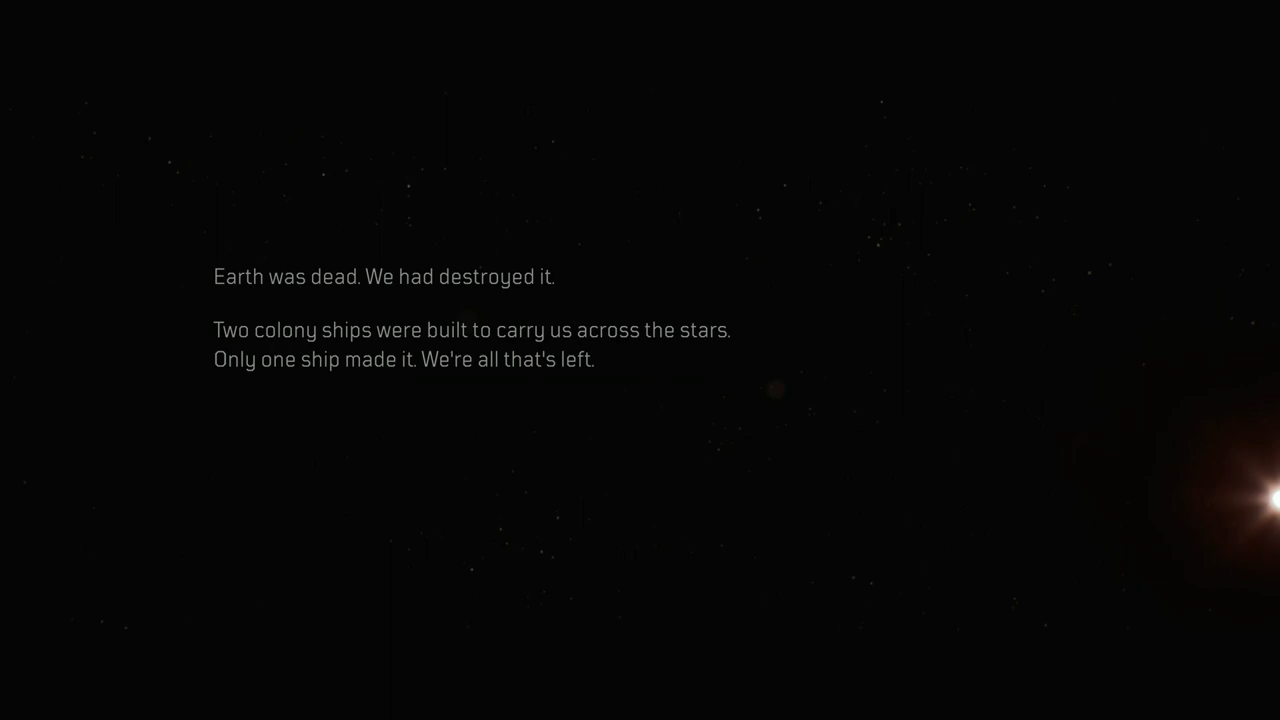 Earth was dead. We had destroyed it.
Two colony ships were built to carry us across the stars.
Only one ship made it. We're all that's left.